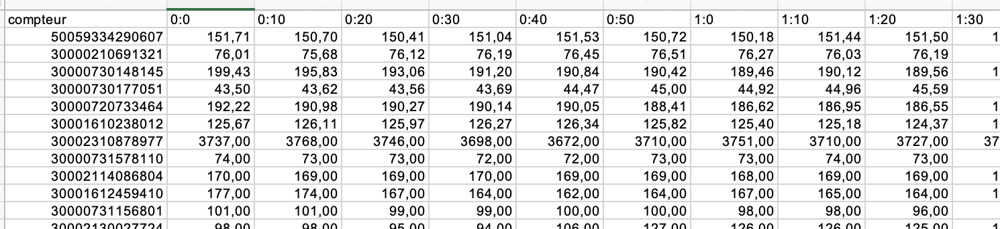 compteur 0:0 0:10 0:20 0:30 0:40 0:50 1:0 1:10 1:20 1:30
50059334290607 151,71 150,70 150,41 151,04 151,53 150,72 150,18 151,44 151,50 1
30000210691321 76,01 75,68 76,12 76,19 76,45 76,51 76,27 76,03 76,19
30000730148145 199,43 195,83 193,06 191,20 190,84 190,42 189,46 190,12 189,56 1
30000730177051 43,50 43,62 43,56 43,69 44,47 45,00 44,92 44,96 45,59
30000720733464 192,22 190,98 190,27 190,14 190,05 188,41 186,62 186,95 186,55 1
30001610238012 125,67 126,11 125,97 126,27 126,34 125,82 125,40 125,18 124,37 1
30002310878977 3737,00 3768,00 3746,00 3698,00 3672,00 3710,00 3751,00 3710,00 3727,00 37
30000731578110 74,00 73,00 73,00 72,00 72,00 73,00 73,00 74,00 73,00
30002114086804 170,00 169,00 169,00 170,00 169,00 169,00 168,00 169,00 169,00 1
30001612459410 177,00 174,00 167,00 164,00 162,00 164,00 167,00 165,00 164,00 1
30000731156801 101,00 101,00 99,00 99,00 100,00 100,00 98,00 98,00 96,00
30002130027724 98,00 98,00 95,00 94,00 106,00 127,00 126,00 126,00 125,00 1